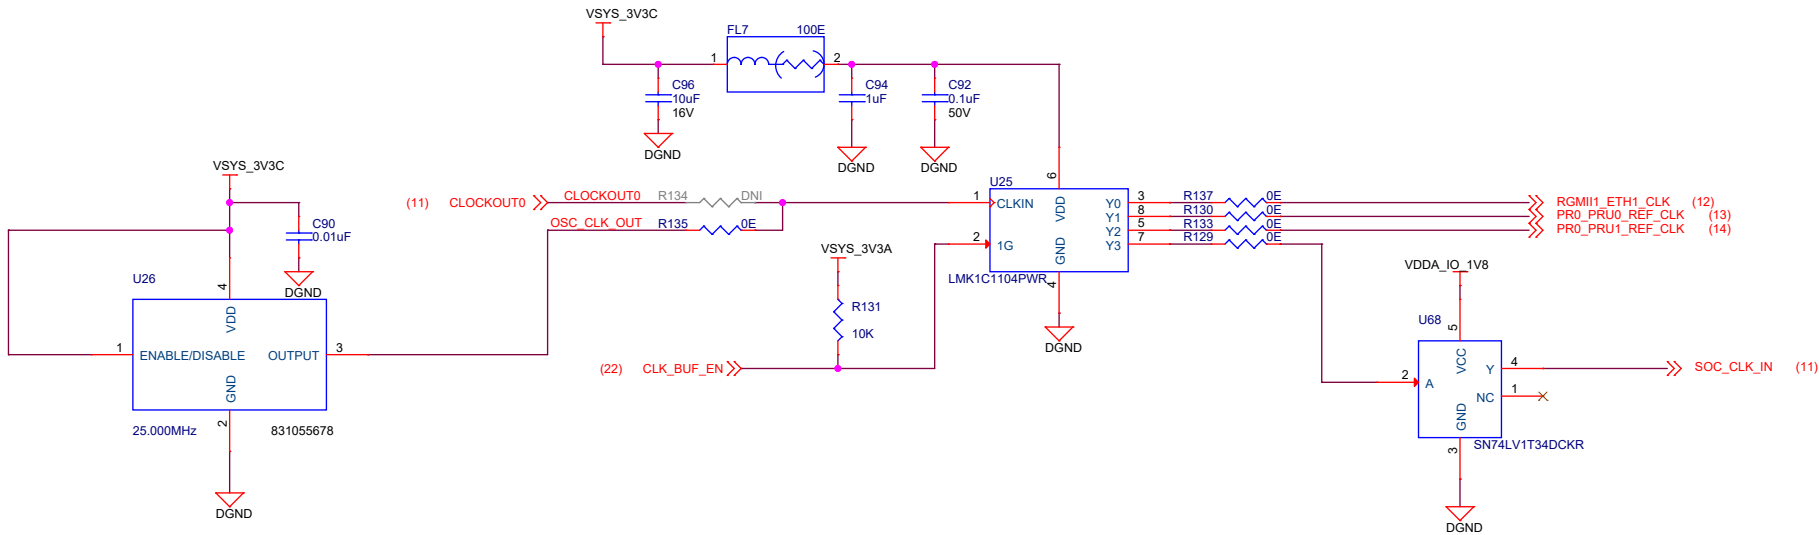 VSYS_3V3C
FL7 100E
1 2
C96
10uF
16V
C94
1uF
C92
0.1uF
50V
DGND
DGND
DGND
VSYS_3V3C
C90
0.01uF
DGND
U26
4
VDD
1 ENABLE/DISABLE OUTPUT 3
GND
2
25.000MHz 831055678
DGND
(11) CLOCKOUT0 CLOCKOUT0 R134 DNI
OSC_CLK_OUT R135 0E
VSYS_3V3A
R131
10K
(22) CLK_BUF_EN
U25
6
1 CLKIN VDD Y0 3
Y1 8
2 1G GND Y2 5
Y3 7
LMK1C1104PWR
4
DGND
R137 0E RGMII1_ETH1_CLK (12)
R130 0E PR0_PRU0_REF_CLK (13)
R133 0E PR0_PRU1_REF_CLK (14)
R129 0E
VDDA_IO_1V8
U68
5
VCC
2 A Y 4
NC 1
GND
3
SN74LV1T34DCKR
DGND
SOC_CLK_IN (11)